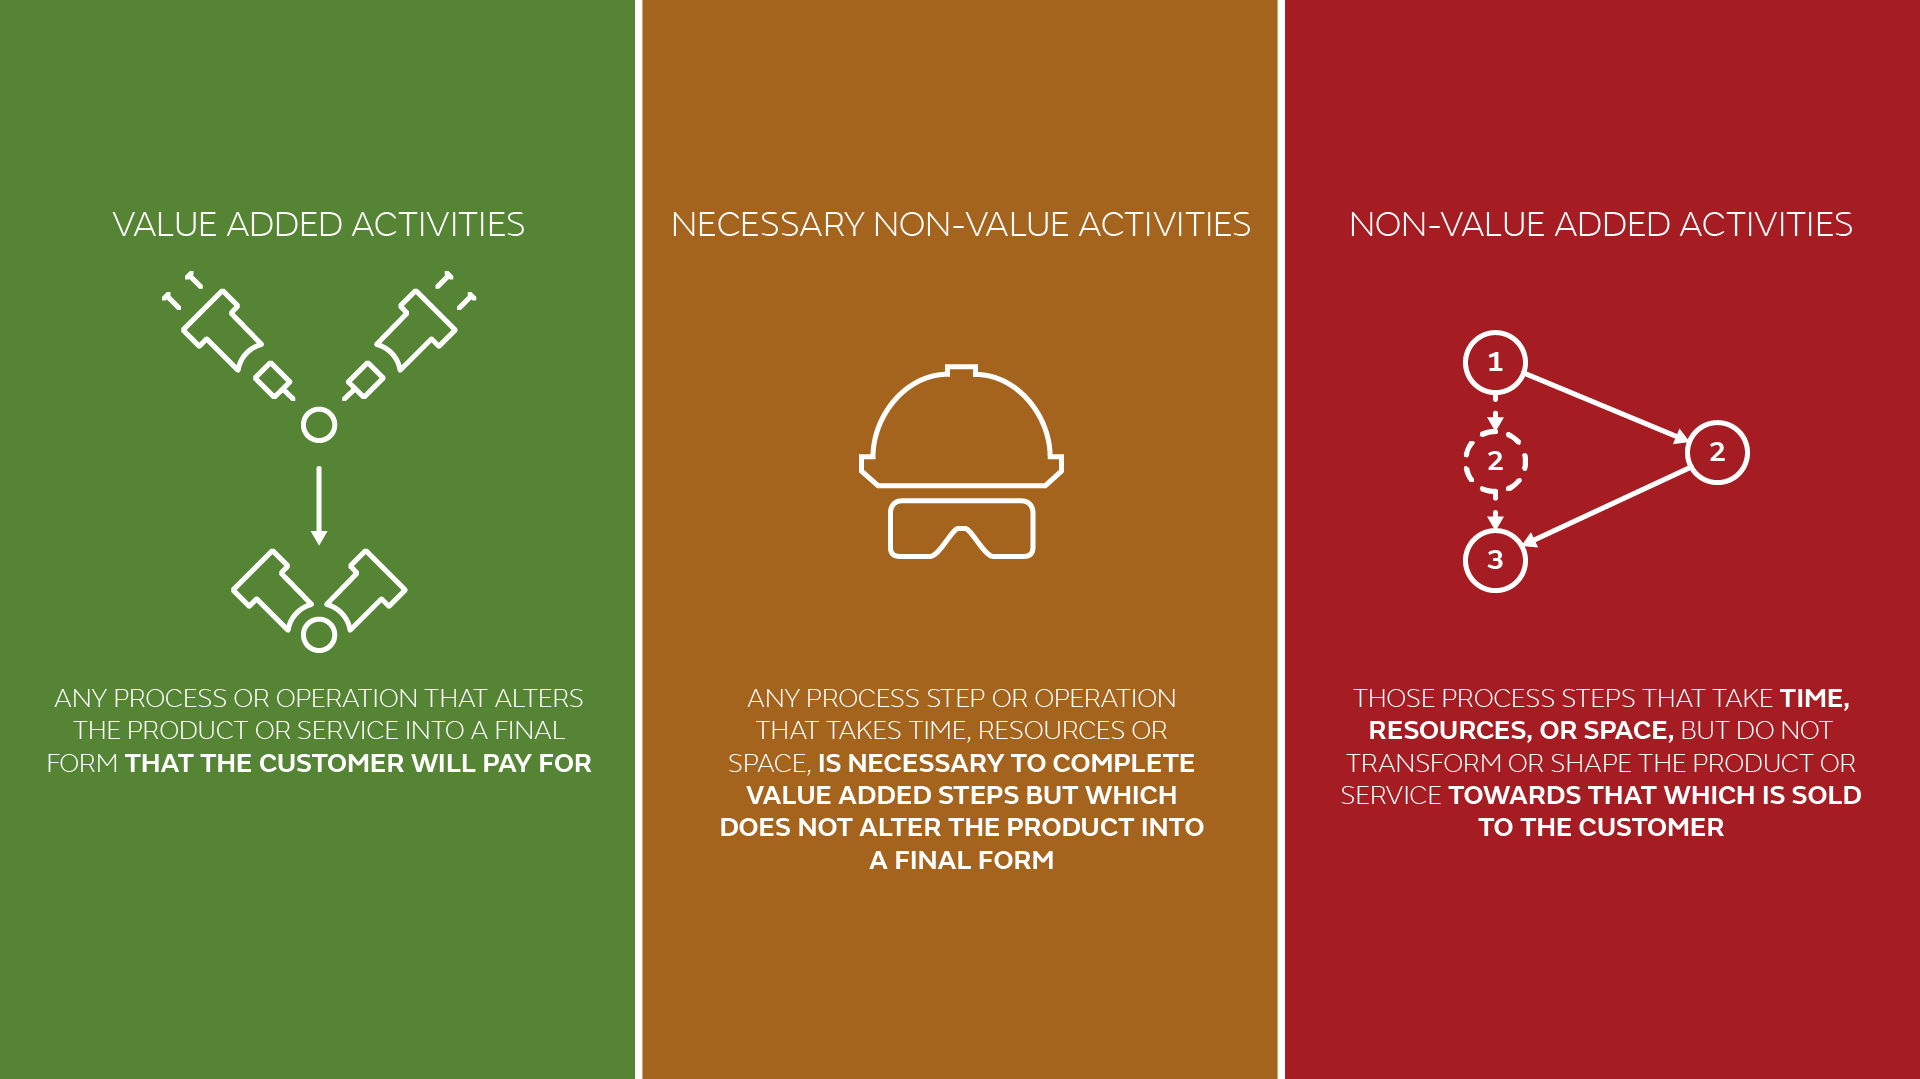 VALUE ADDED ACTIVITIES
ANY PROCESS OR OPERATION THAT ALTERS
THE PRODUCT OR SERVICE INTO A FINAL
FORM THAT THE CUSTOMER WILL PAY FOR
NECESSARY NON-VALUE ACTIVITIES
ANY PROCESS STEP OR OPERATION
THAT TAKES TIME, RESOURCES OR
SPACE, IS NECESSARY TO COMPLETE
VALUE ADDED STEPS BUT WHICH
DOES NOT ALTER THE PRODUCT INTO
A FINAL FORM
NON-VALUE ADDED ACTIVITIES
1
2
2
3
THOSE PROCESS STEPS THAT TAKE TIME,
RESOURCES, OR SPACE, BUT DO NOT
TRANSFORM OR SHAPE THE PRODUCT OR
SERVICE TOWARDS THAT WHICH IS SOLD
TO THE CUSTOMER